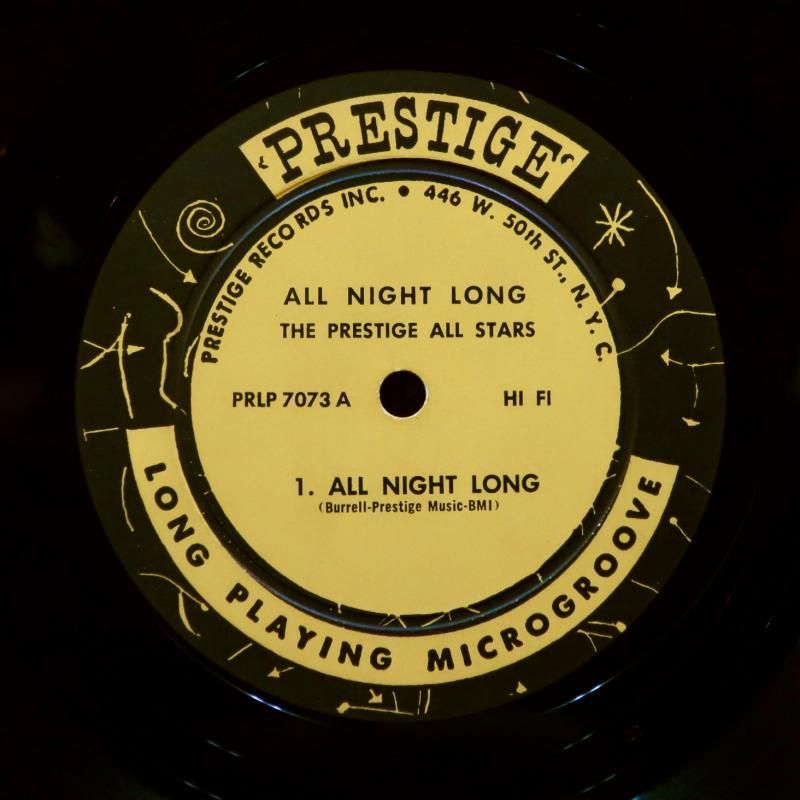 PRESTIGE
PRESTIGE RECORDS INC. • 446 W. 50th ST., N. Y. C.
ALL NIGHT LONG
THE PRESTIGE ALL STARS
PRLP 7073 A HI FI
1. ALL NIGHT LONG
(Burrell-Prestige Music-BMI)
LONG PLAYING MICROGROOVE